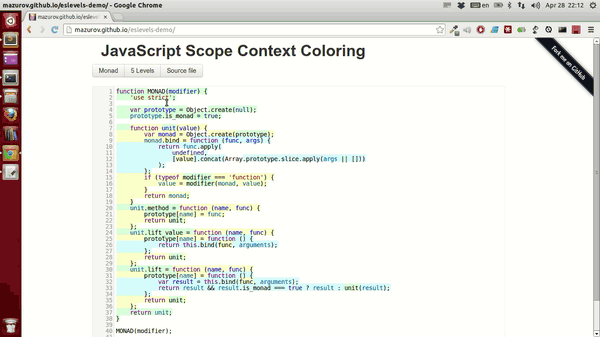 mazurov.github.io/eslevels-demo/ - Google Chrome
en
Apr 28 22:12
mazurov.github.io/eslevels
mazurov.github.io/eslevels-demo/
Fork me on GitHub
JavaScript Scope Context Coloring
Monad 5 Levels Source file
1 function MONAD(modifier) {
2 'use strict';
3
4 var prototype = Object.create(null);
5 prototype.is_monad = true;
6
7 function unit(value) {
8 var monad = Object.create(prototype);
9 monad.bind = function (func, args) {
10 return func.apply(
11 undefined,
12 [value].concat(Array.prototype.slice.apply(args || []))
13 );
14 };
15 if (typeof modifier === 'function') {
16 value = modifier(monad, value);
17 }
18 return monad;
19 }
20 unit.method = function (name, func) {
21 prototype[name] = func;
22 return unit;
23 };
24 unit.lift_value = function (name, func) {
25 prototype[name] = function () {
26 return this.bind(func, arguments);
27 };
28 return unit;
29 };
30 unit.lift = function (name, func) {
31 prototype[name] = function () {
32 var result = this.bind(func, arguments);
33 return result && result.is_monad === true ? result : unit(result);
34 };
35 return unit;
36 };
37 return unit;
38 }
39
40 MONAD(modifier);